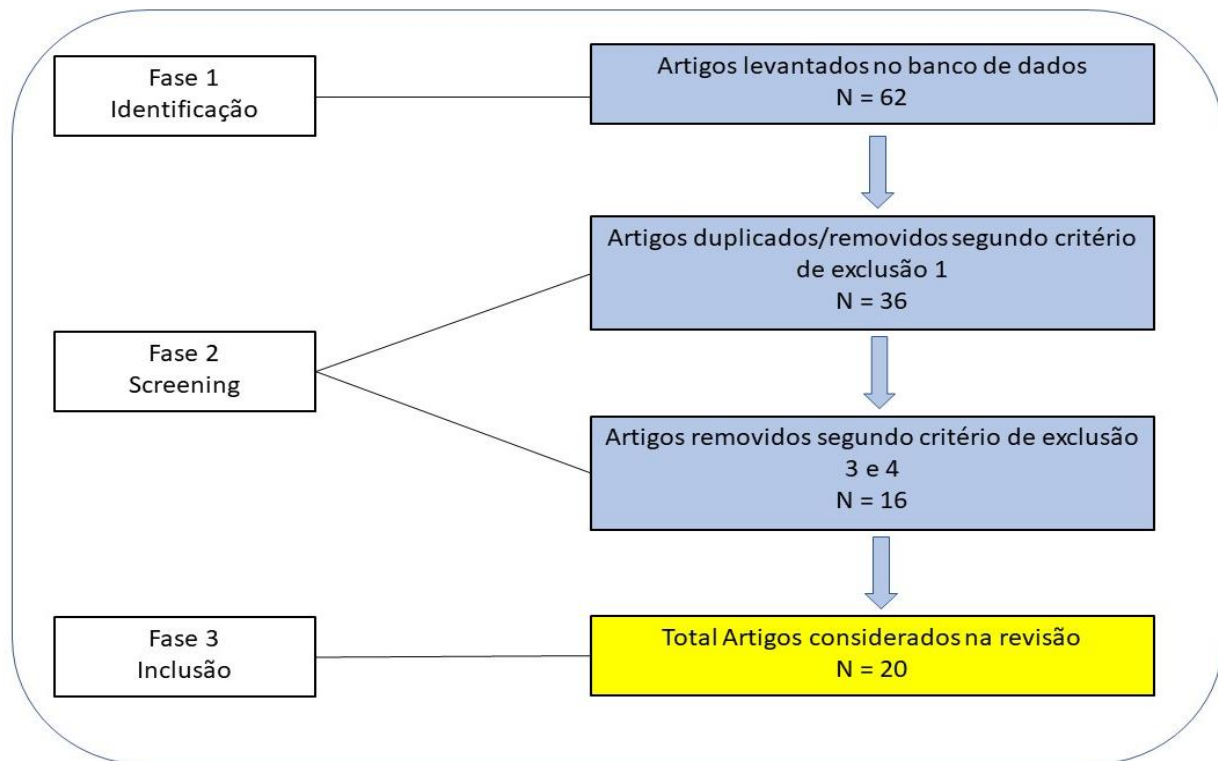 Fase 1
Identificação
Artigos levantados no banco de dados
N = 62
Artigos duplicados/removidos segundo critério
de exclusão 1
N = 36
Fase 2
Screening
Artigos removidos segundo critério de exclusão
3 e 4
N = 16
Fase 3
Inclusão
Total Artigos considerados na revisão
N = 20